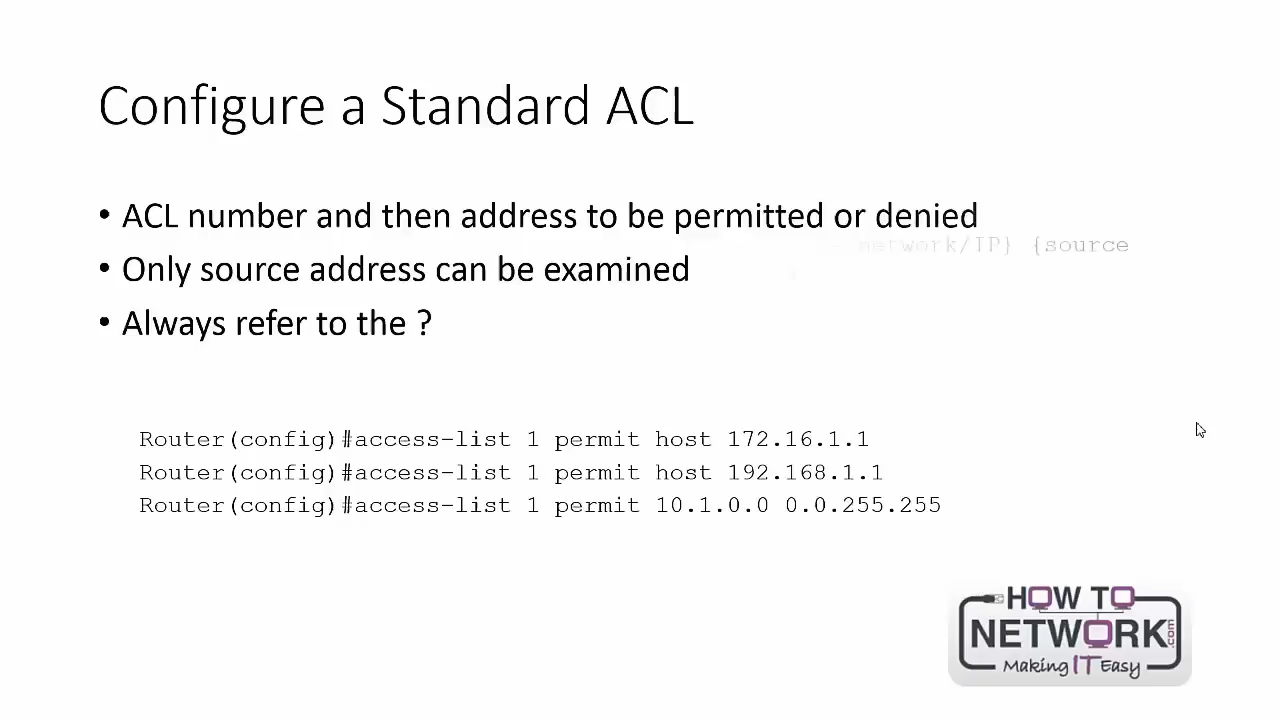 Configure a Standard ACL
• ACL number and then address to be permitted or denied
network/IP} {source
• Only source address can be examined
• Always refer to the ?
Router(config)#access-list 1 permit host 172.16.1.1
Router(config)#access-list 1 permit host 192.168.1.1
Router(config)#access-list 1 permit 10.1.0.0 0.0.255.255
HOW TO
NETWORK.com
Making IT Easy